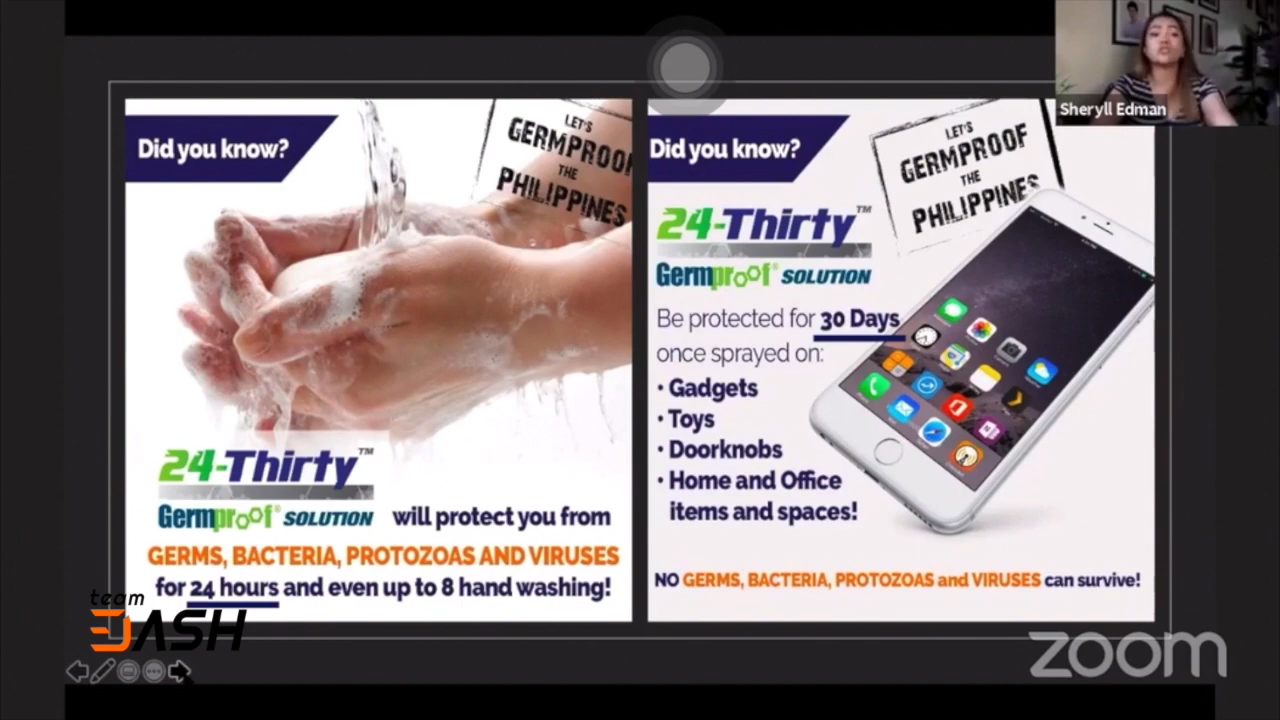 Did you know?
LET'S
GERMPROOF
THE
PHILIPPINES
24-Thirty™
Germproof® SOLUTION will protect you from
GERMS, BACTERIA, PROTOZOAS AND VIRUSES
for 24 hours and even up to 8 hand washing!
Did you know?
LET'S
GERMPROOF
THE
PHILIPPINES
24-Thirty™
Germproof® SOLUTION
Be protected for 30 Days
once sprayed on:
• Gadgets
• Toys
• Doorknobs
• Home and Office
items and spaces!
NO GERMS, BACTERIA, PROTOZOAS and VIRUSES can survive!
Sheryll Edman
team
DASH
zoom